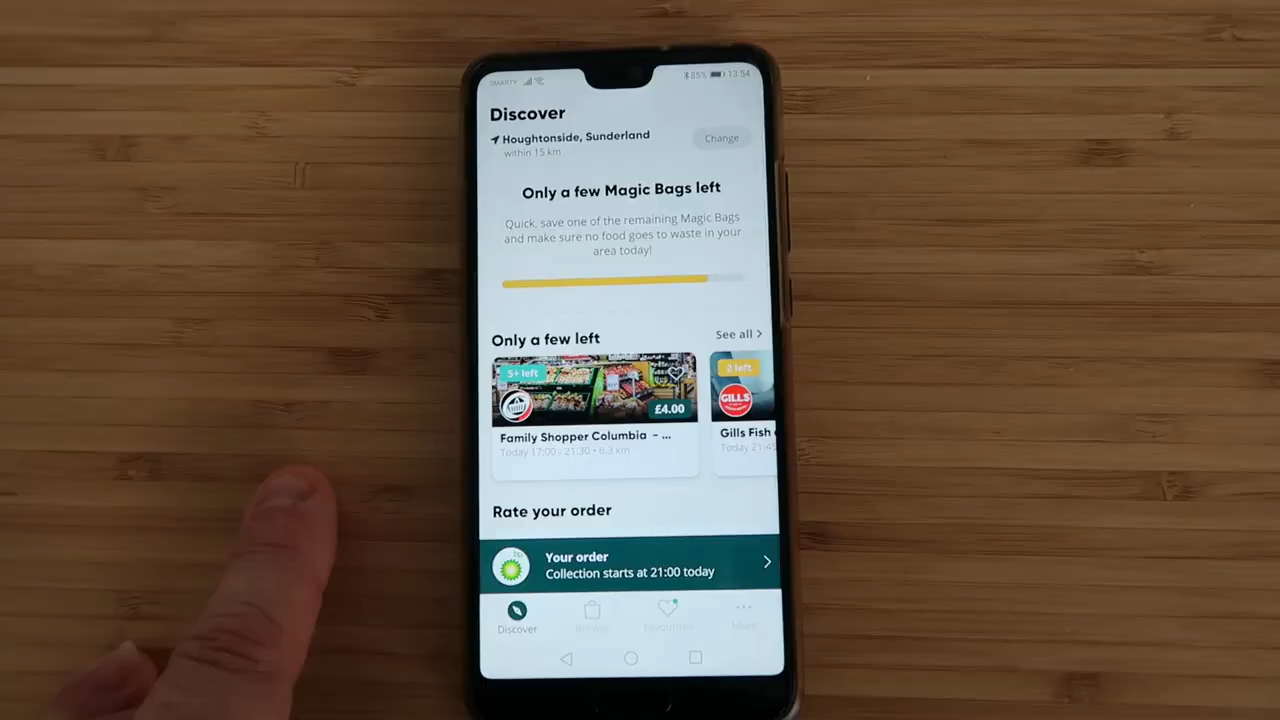 SMARTY
85% 13:54
Discover
Houghtonside, Sunderland
within 15 km
Change
Only a few Magic Bags left
Quick, save one of the remaining Magic Bags
and make sure no food goes to waste in your
area today!
Only a few left
See all >
5+ left
£4.00
Family Shopper Columbia - ...
Today 17:00 - 21:30 • 6.3 km
2 left
GILLS
Gills Fish
Today 21:45
Rate your order
bp
Your order
Collection starts at 21:00 today
Discover
Browse
Favourites
More